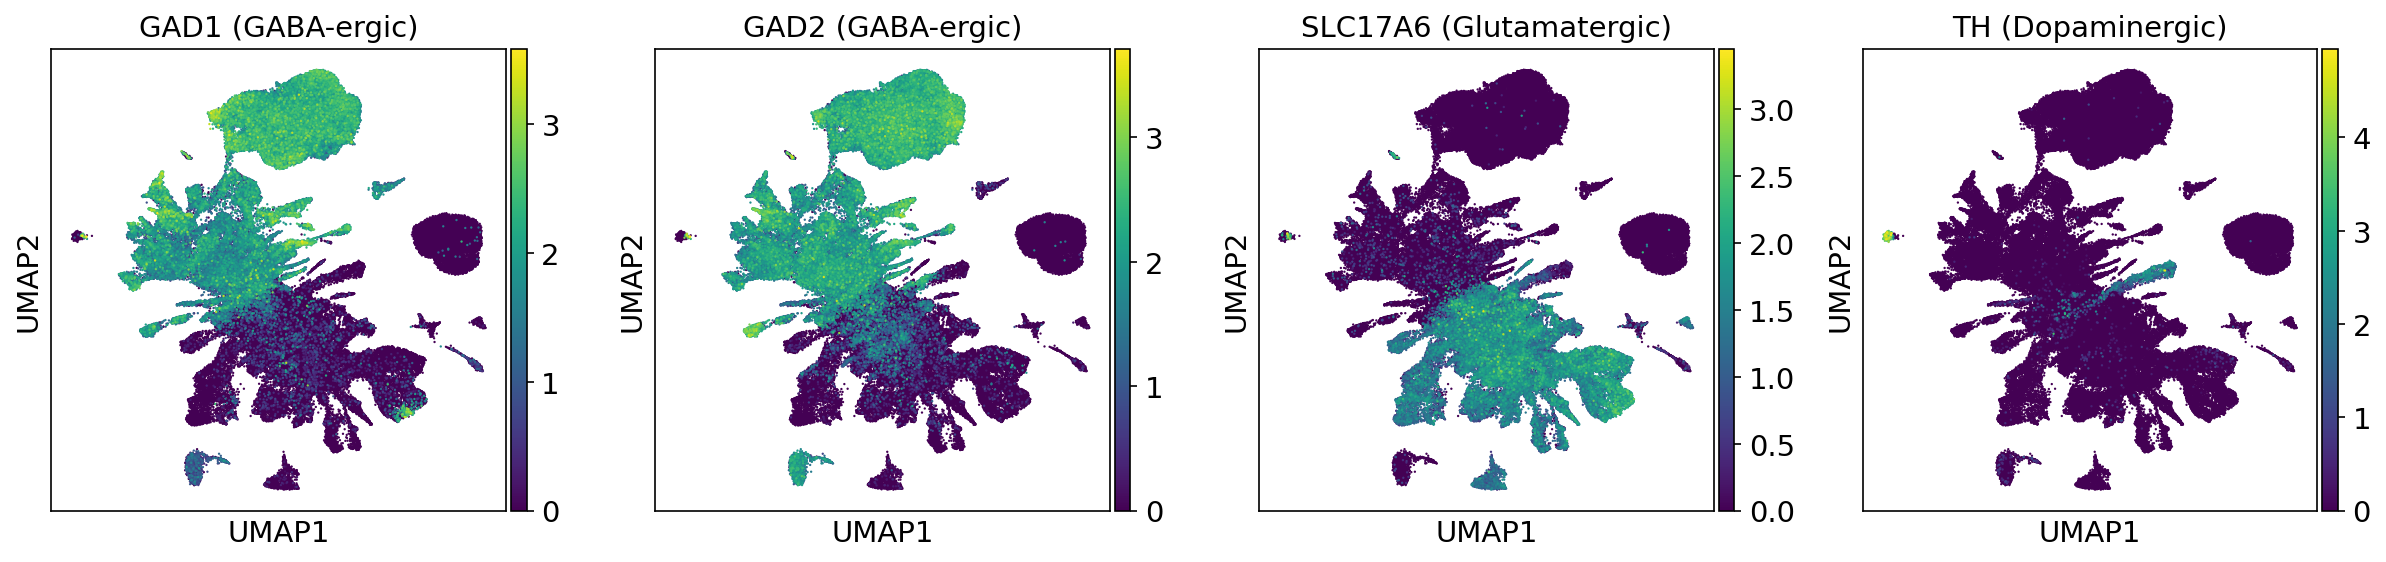 GAD1 (GABA-ergic)
UMAP2
UMAP1
3
2
1
0
GAD2 (GABA-ergic)
UMAP2
UMAP1
3
2
1
0
SLC17A6 (Glutamatergic)
UMAP2
UMAP1
3.0
2.5
2.0
1.5
1.0
0.5
0.0
TH (Dopaminergic)
UMAP2
UMAP1
4
3
2
1
0